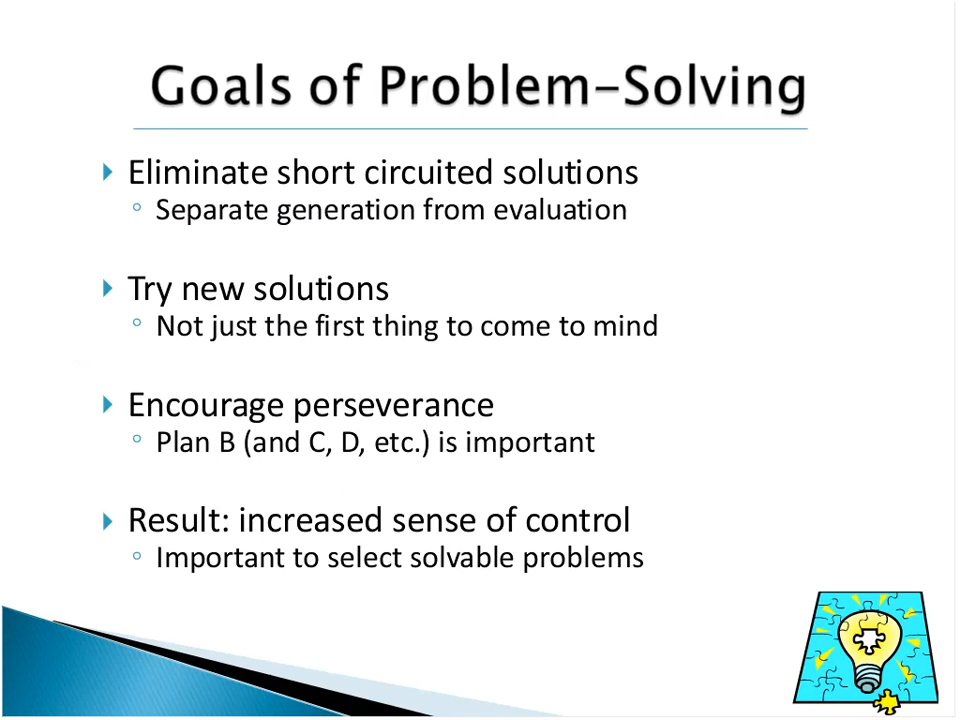 Goals of Problem-Solving
Eliminate short circuited solutions
Separate generation from evaluation
Try new solutions
Not just the first thing to come to mind
Encourage perseverance
Plan B (and C, D, etc.) is important
Result: increased sense of control
Important to select solvable problems